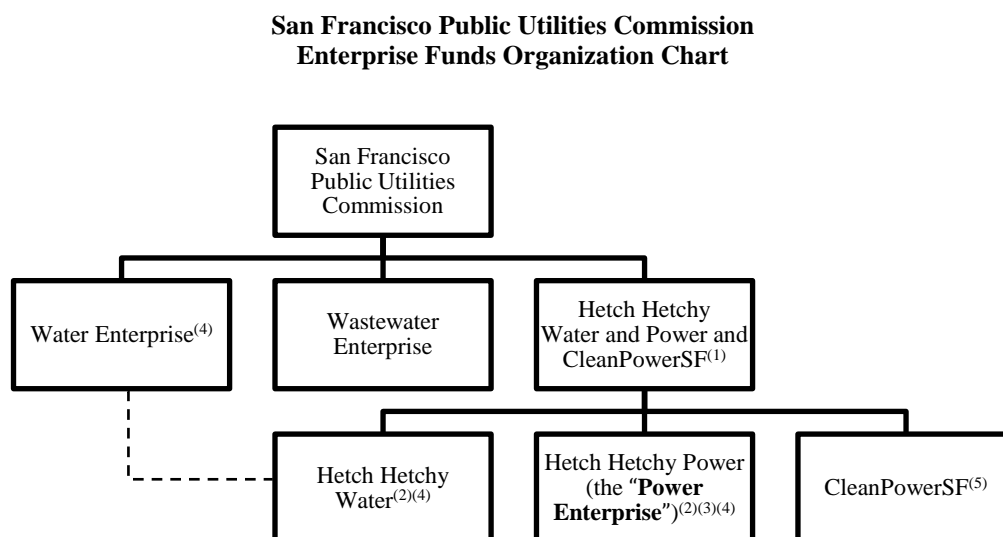 San Francisco Public Utilities Commission
Enterprise Funds Organization Chart
San Francisco
Public Utilities
Commission
Water Enterprise(4)
Wastewater
Enterprise
Hetch Hetchy
Water and Power and
CleanPowerSF(1)
Hetch Hetchy
Water(2)(4)
Hetch Hetchy Power
(the “Power
Enterprise”)(2)(3)(4)
CleanPowerSF(5)